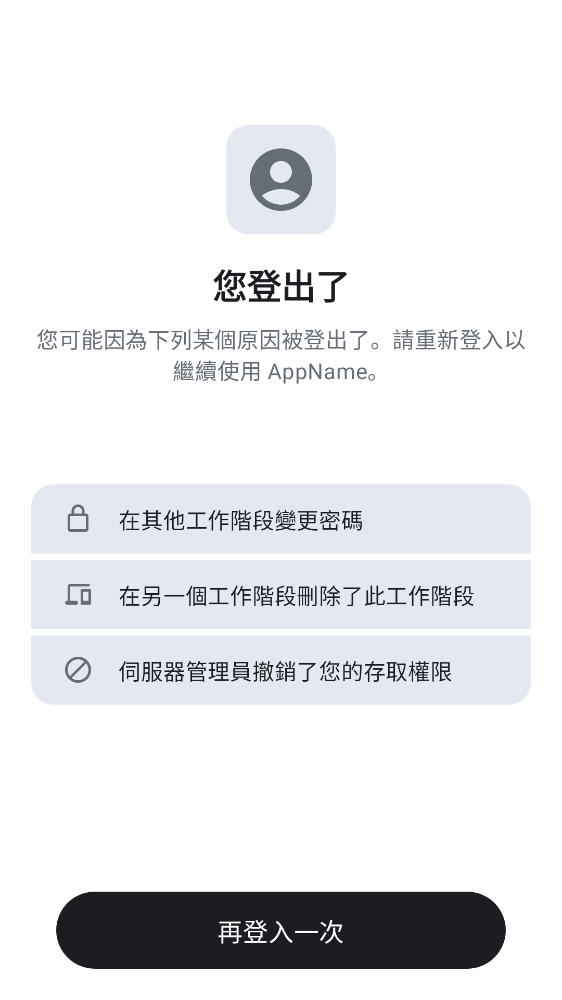 您登出了
您可能因為下列某個原因被登出了。請重新登入以
繼續使用 AppName。
在其他工作階段變更密碼
在另一個工作階段刪除了此工作階段
伺服器管理員撤銷了您的存取權限
再登入一次